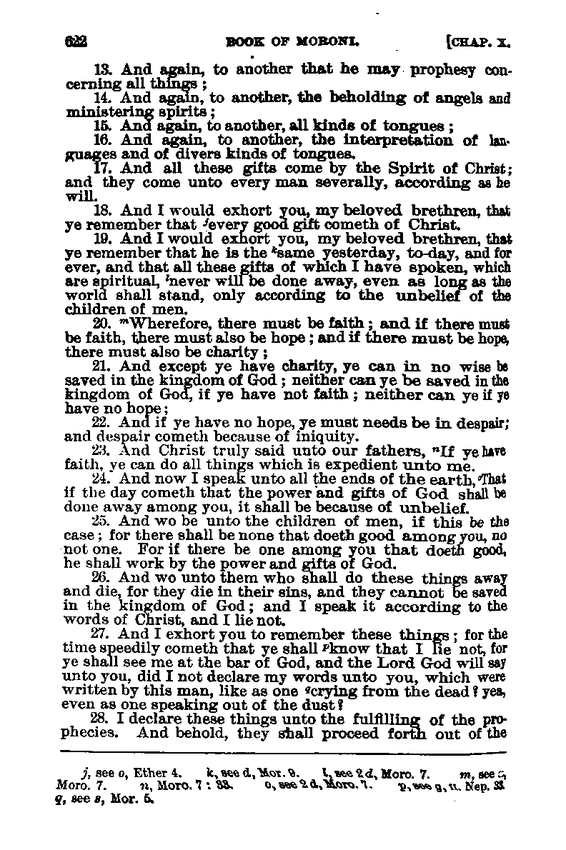 622 BOOK OF MORONI. [CHAP. X.
13. And again, to another that he may prophesy con-
cerning all things ;
14. And again, to another, the beholding of angels and
ministering spirits ;
15. And again, to another, all kinds of tongues ;
16. And again, to another, the interpretation of lan-
guages and of divers kinds of tongues.
17. And all these gifts come by the Spirit of Christ;
and they come unto every man severally, according as he
will.
18. And I would exhort you, my beloved brethren, that
ye remember that jevery good gift cometh of Christ.
19. And I would exhort you, my beloved brethren, that
ye remember that he is the ksame yesterday, to-day, and for
ever, and that all these gifts of which I have spoken, which
are spiritual, lnever will be done away, even as long as the
world shall stand, only according to the unbelief of the
children of men.
20. mWherefore, there must be faith ; and if there must
be faith, there must also be hope ; and if there must be hope,
there must also be charity ;
21. And except ye have charity, ye can in no wise be
saved in the kingdom of God ; neither can ye be saved in the
kingdom of God, if ye have not faith ; neither can ye if ye
have no hope ;
22. And if ye have no hope, ye must needs be in despair;
and despair cometh because of iniquity.
23. And Christ truly said unto our fathers, nIf ye have
faith, ye can do all things which is expedient unto me.
24. And now I speak unto all the ends of the earth, oThat
if the day cometh that the power and gifts of God shall be
done away among you, it shall be because of unbelief.
25. And wo be unto the children of men, if this be the
case ; for there shall be none that doeth good among you, no
not one. For if there be one among you that doeth good,
he shall work by the power and gifts of God.
26. And wo unto them who shall do these things away
and die, for they die in their sins, and they cannot be saved
in the kingdom of God ; and I speak it according to the
words of Christ, and I lie not.
27. And I exhort you to remember these things ; for the
time speedily cometh that ye shall pknow that I lie not, for
ye shall see me at the bar of God, and the Lord God will say
unto you, did I not declare my words unto you, which were
written by this man, like as one qcrying from the dead ? yea,
even as one speaking out of the dust ?
28. I declare these things unto the fulfilling of the pro-
phecies. And behold, they shall proceed forth out of the
j, see o, Ether 4. k, see d, Mor. 9. l, see 2d, Moro. 7. m, see
Moro. 7. n, Moro. 7 : 33. o, see 2d, Moro. 7. p, see Nep. 33
q, see s, Mor. 5.